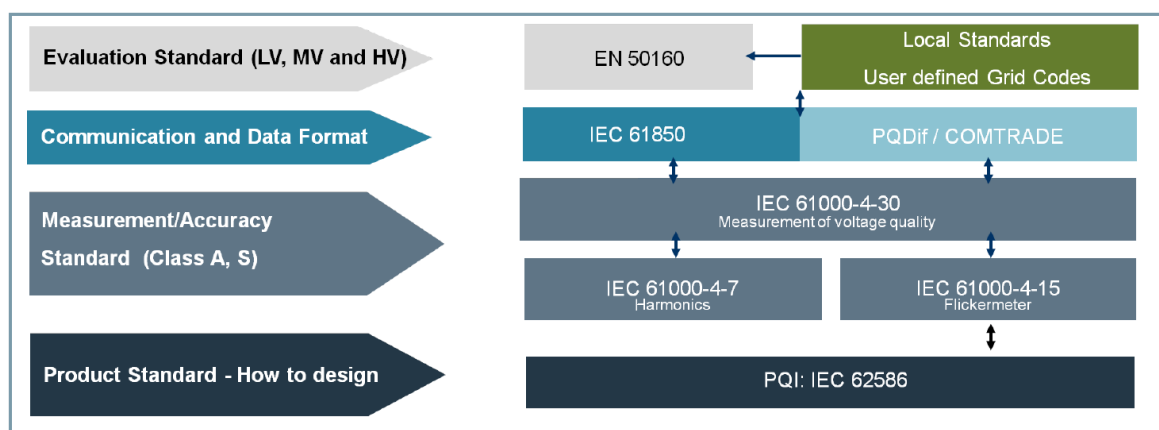 Evaluation Standard (LV, MV and HV)
EN 50160
Local Standards
User defined Grid Codes
Communication and Data Format
IEC 61850
PQDif / COMTRADE
Measurement/Accuracy
Standard (Class A, S)
IEC 61000-4-30
Measurement of voltage quality
IEC 61000-4-7
Harmonics
IEC 61000-4-15
Flickermeter
Product Standard - How to design
PQI: IEC 62586